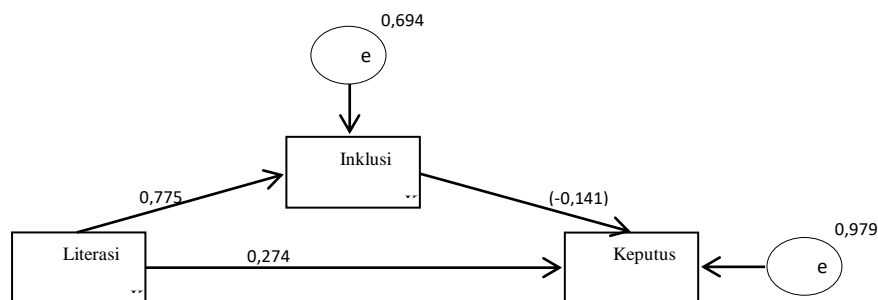 0,694
e
Inklusi
0,775
(-0,141)
Literasi
0,274
Keputus
0,979
e